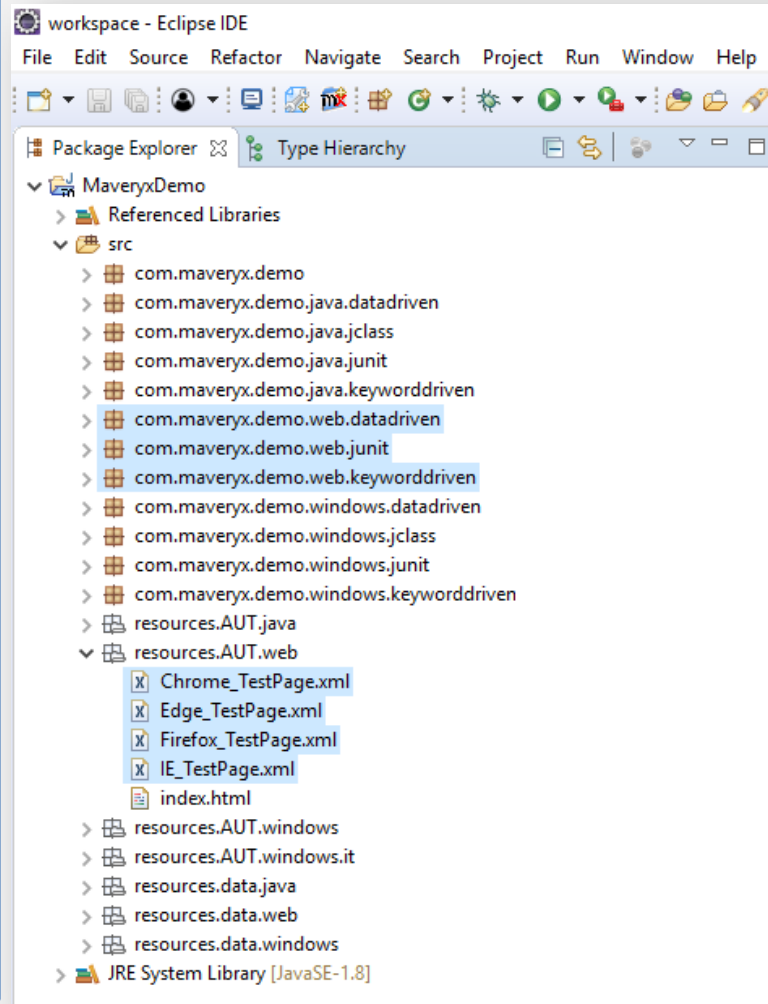 workspace - Eclipse IDE
File Edit Source Refactor Navigate Search Project Run Window Help
Package Explorer Type Hierarchy
MaveryxDemo
Referenced Libraries
src
com.maveryx.demo
com.maveryx.demo.java.datadriven
com.maveryx.demo.java.jclass
com.maveryx.demo.java.junit
com.maveryx.demo.java.keyworddriven
com.maveryx.demo.web.datadriven
com.maveryx.demo.web.junit
com.maveryx.demo.web.keyworddriven
com.maveryx.demo.windows.datadriven
com.maveryx.demo.windows.jclass
com.maveryx.demo.windows.junit
com.maveryx.demo.windows.keyworddriven
resources.AUT.java
resources.AUT.web
Chrome_TestPage.xml
Edge_TestPage.xml
Firefox_TestPage.xml
IE_TestPage.xml
index.html
resources.AUT.windows
resources.AUT.windows.it
resources.data.java
resources.data.web
resources.data.windows
JRE System Library [JavaSE-1.8]